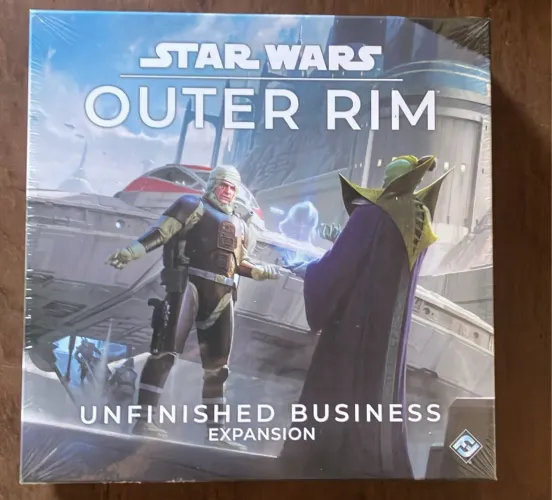 STAR WARS
OUTER RIM
UNFINISHED BUSINESS
EXPANSION